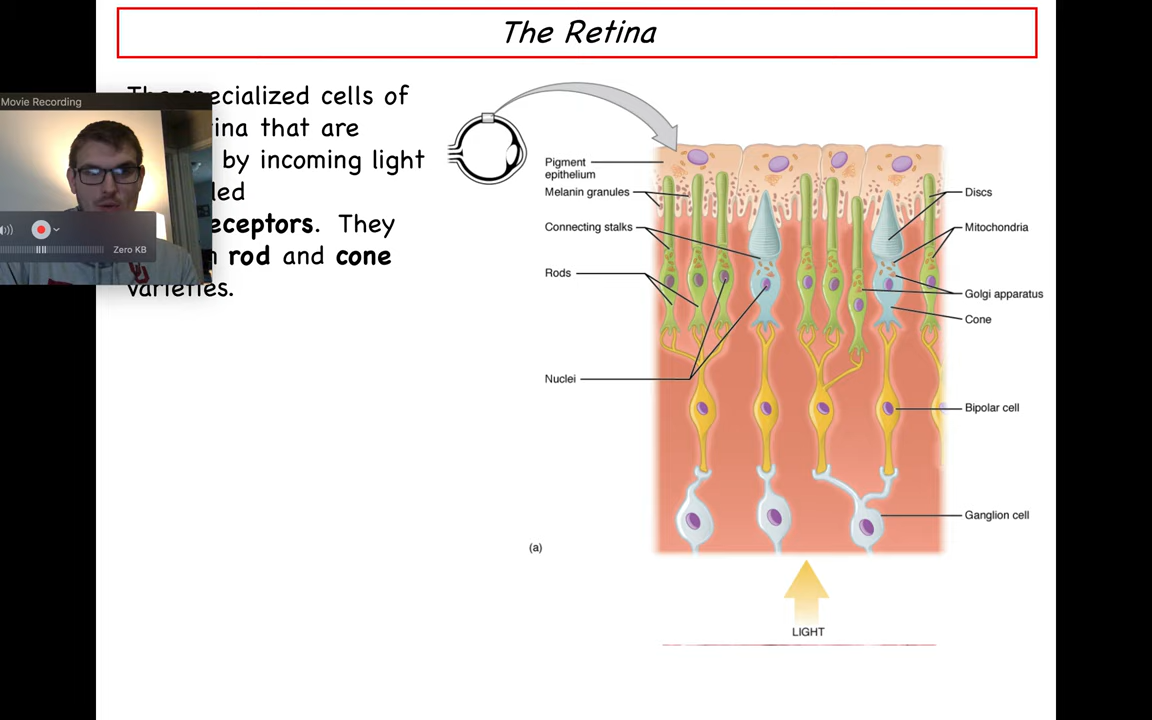 The Retina
The specialized cells of
ina that are
by incoming light
led
eceptors. They
rod and cone
varieties.
Movie Recording
Zero KB
Pigment
epithelium
Melanin granules
Connecting stalks
Rods
Nuclei
Discs
Mitochondria
Golgi apparatus
Cone
Bipolar cell
Ganglion cell
(a)
LIGHT